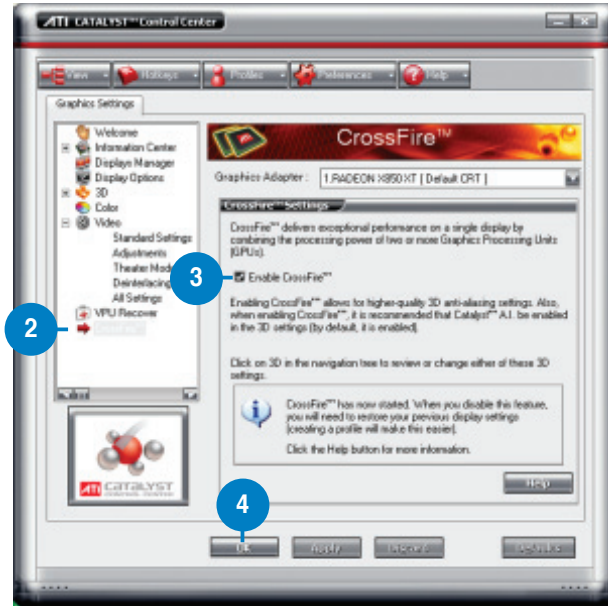 ATI CATALYST™ Control Center
View
Hotkeys
Profiles
Preferences
Help
Graphics Settings
Welcome
Information Center
Displays Manager
Display Options
3D
Color
Video
Standard Settings
Adjustments
Theater Mode
Deinterlacing
All Settings
VPU Recover
CrossFire™
2
ATI CATALYST
CONTROL CENTER
CrossFire™
Graphics Adapter :
1.RADEON X850 XT [ Default CRT ]
CrossFire™ Settings
CrossFire™ delivers exceptional performance on a single display by
combining the processing power of two or more Graphics Processing Units
(GPUs).
3
Enable CrossFire™
Enabling CrossFire™ allows for higher-quality 3D anti-aliasing settings. Also,
when enabling CrossFire™, it is recommended that Catalyst™ A.I. be enabled
in the 3D settings (by default, it is enabled).
Click on 3D in the navigation tree to review or change either of these 3D
settings.
CrossFire™ has now started. When you disable this feature,
you will need to restore your previous display settings
(creating a profile will make this easier).
Click the Help button for more information.
Help
4
OK
Apply
Discard
Defaults